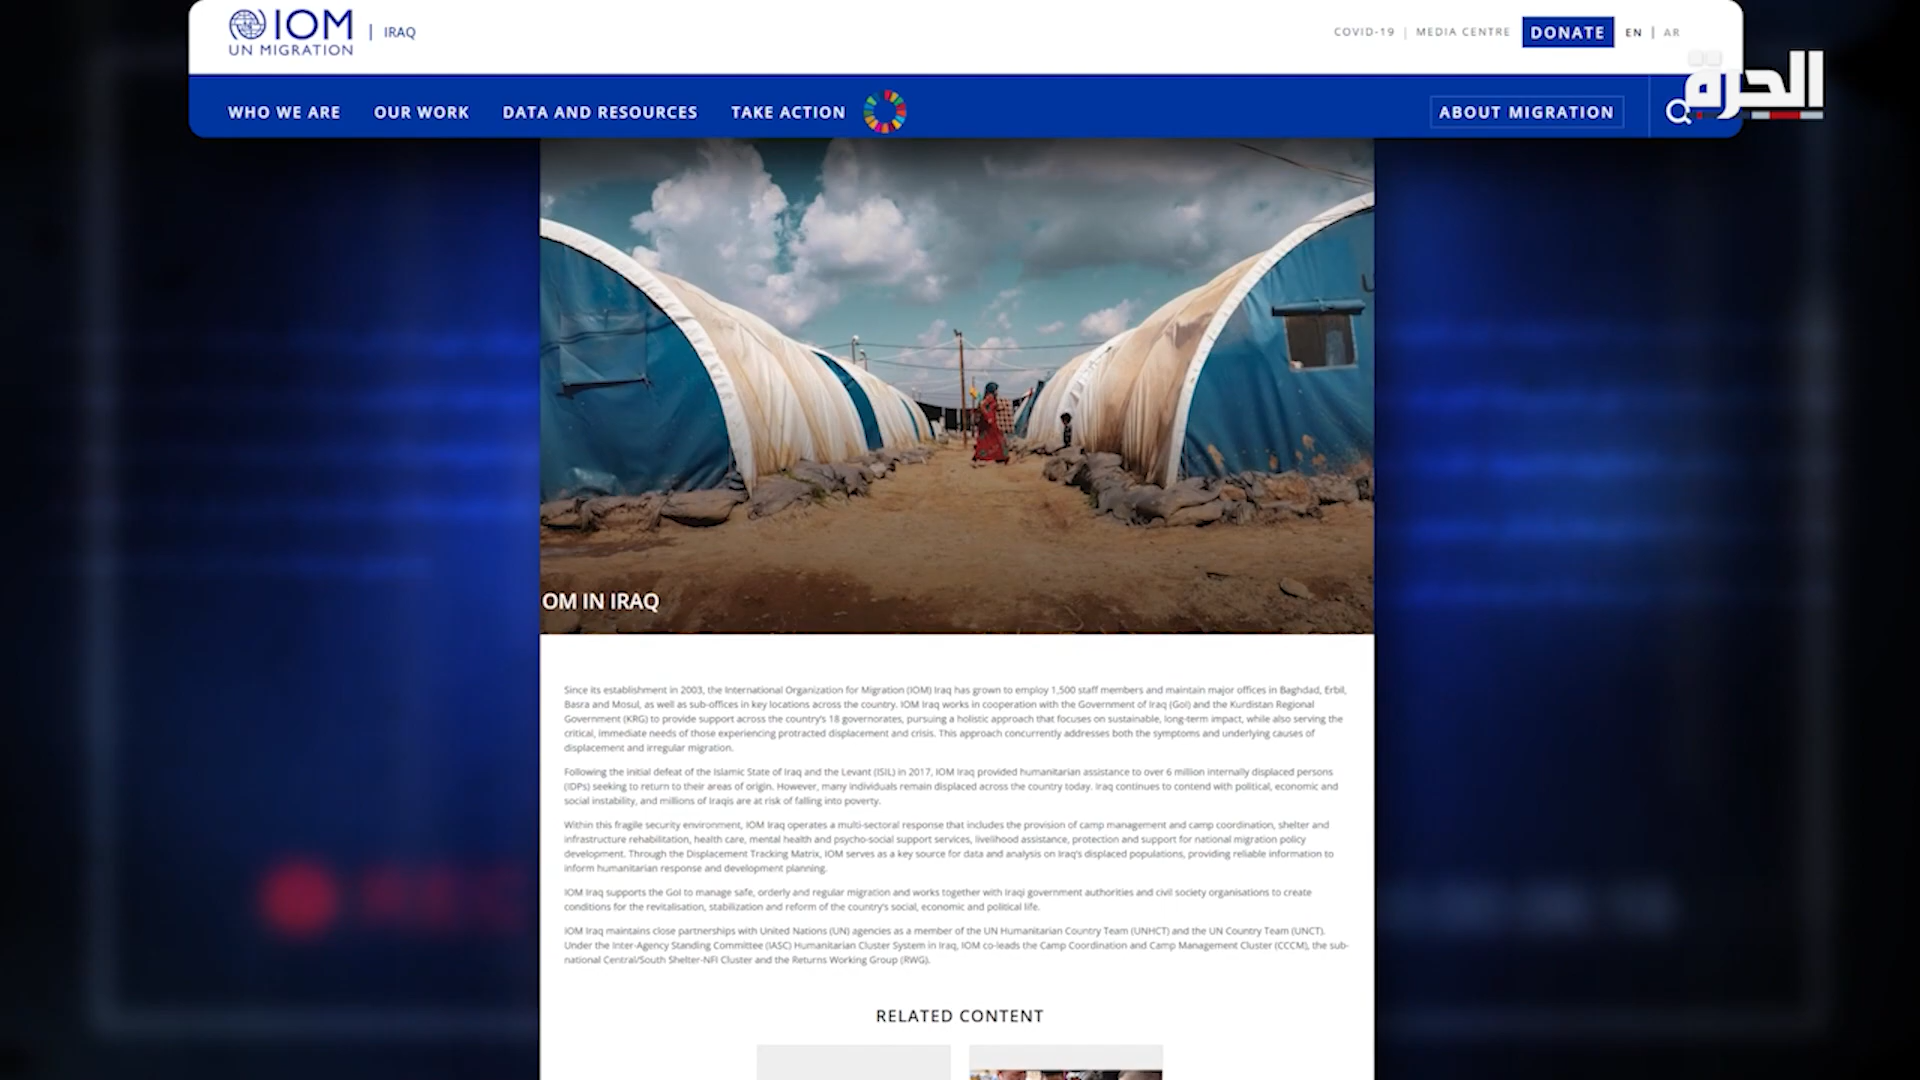 IOM
UN MIGRATION
IRAQ
COVID-19 | MEDIA CENTRE DONATE EN | AR
الحرة
WHO WE ARE OUR WORK DATA AND RESOURCES TAKE ACTION ABOUT MIGRATION
OM IN IRAQ
Since its establishment in 2003, the International Organization for Migration (IOM) Iraq has grown to employ 1,500 staff members and maintain major offices in Baghdad, Erbil,
Basra and Mosul, as well as sub-offices in key locations across the country. IOM Iraq works in cooperation with the Government of Iraq (GoI) and the Kurdistan Regional
Government (KRG) to provide support across the country's 18 governorates, pursuing a holistic approach that focuses on sustainable, long-term impact, while also serving the
critical, immediate needs of those experiencing protracted displacement and crisis. This approach concurrently addresses both the symptoms and underlying causes of
displacement and irregular migration.
Following the initial defeat of the Islamic State of Iraq and the Levant (ISIL) in 2017, IOM Iraq provided humanitarian assistance to over 6 million internally displaced persons
(IDPs) seeking to return to their areas of origin. However, many individuals remain displaced across the country today. Iraq continues to contend with political, economic and
social instability, and millions of Iraqis are at risk of falling into poverty.
Within this fragile security environment, IOM Iraq operates a multi-sectoral response that includes the provision of camp management and camp coordination, shelter and
infrastructure rehabilitation, health care, mental health and psycho-social support services, livelihood assistance, protection and support for national migration policy
development. Through the Displacement Tracking Matrix, IOM serves as a key source for data and analysis on Iraq's displaced populations, providing reliable information to
inform humanitarian response and development planning.
IOM Iraq supports the GoI to manage safe, orderly and regular migration and works together with Iraqi government authorities and civil society organisations to create
conditions for the revitalisation, stabilization and reform of the country's social, economic and political life.
IOM Iraq maintains close partnerships with United Nations (UN) agencies as a member of the UN Humanitarian Country Team (UNHCT) and the UN Country Team (UNCT).
Under the Inter-Agency Standing Committee (IASC) Humanitarian Cluster System in Iraq, IOM co-leads the Camp Coordination and Camp Management Cluster (CCCM), the sub-
national Central/South Shelter-NFI Cluster and the Returns Working Group (RWG).
RELATED CONTENT